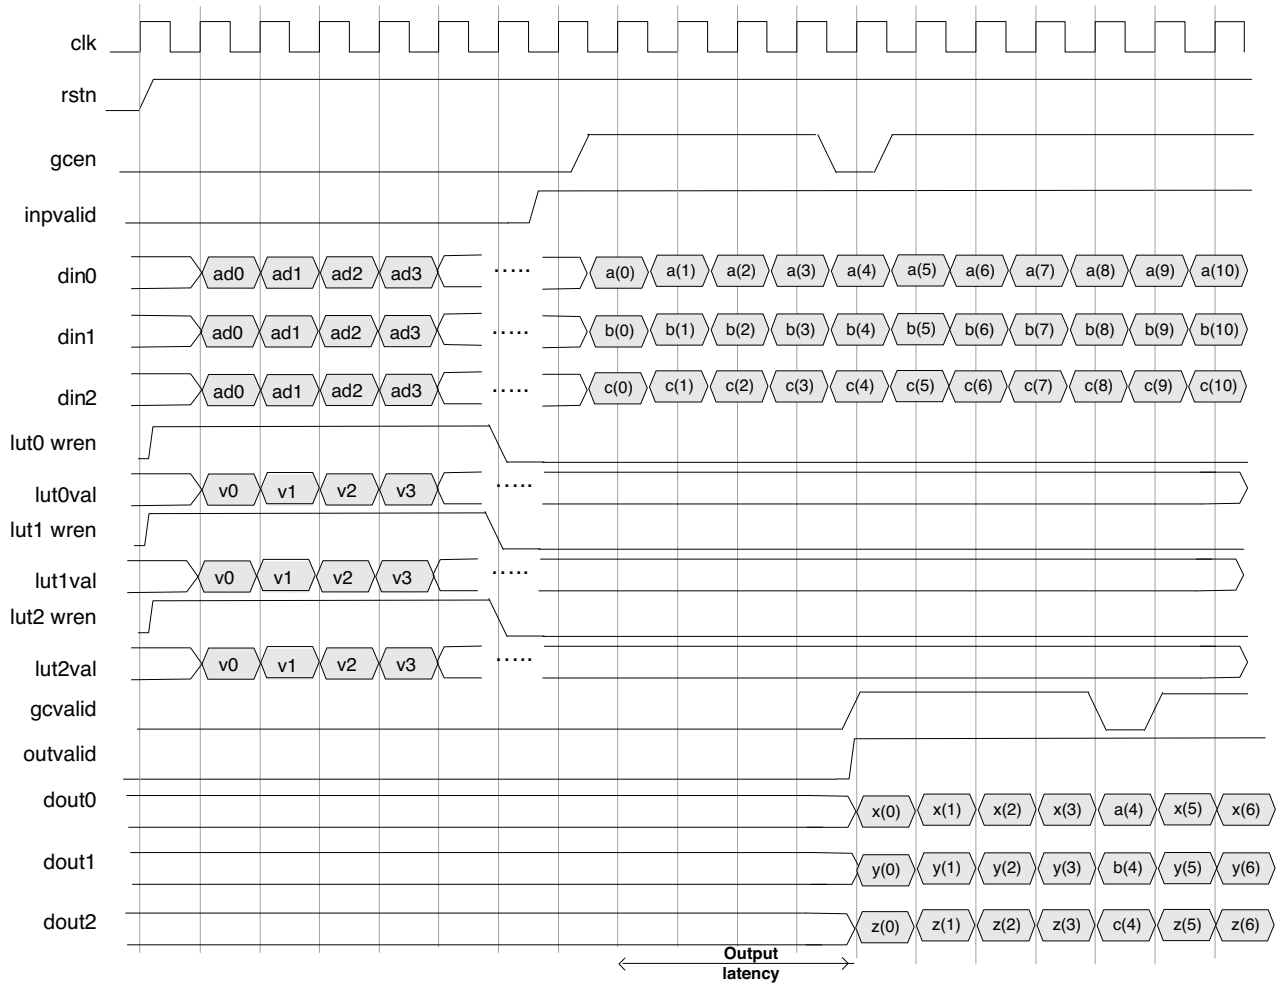 clk
rstn
gcen
inpvalid
din0 ad0 ad1 ad2 ad3 ..... a(0) a(1) a(2) a(3) a(4) a(5) a(6) a(7) a(8) a(9) a(10)
din1 ad0 ad1 ad2 ad3 ..... b(0) b(1) b(2) b(3) b(4) b(5) b(6) b(7) b(8) b(9) b(10)
din2 ad0 ad1 ad2 ad3 ..... c(0) c(1) c(2) c(3) c(4) c(5) c(6) c(7) c(8) c(9) c(10)
lut0 wren
lut0val v0 v1 v2 v3 .....
lut1 wren
lut1val v0 v1 v2 v3 .....
lut2 wren
lut2val v0 v1 v2 v3 .....
gcvalid
outvalid
dout0 x(0) x(1) x(2) x(3) a(4) x(5) x(6)
dout1 y(0) y(1) y(2) y(3) b(4) y(5) y(6)
dout2 z(0) z(1) z(2) z(3) c(4) z(5) z(6)
Output
latency